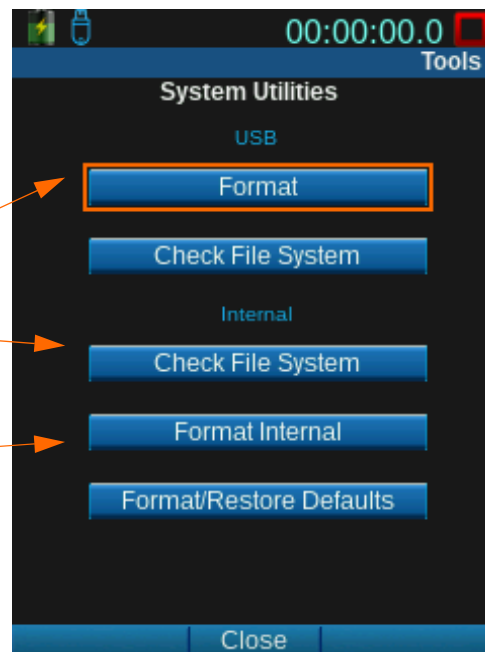 00:00:00.0
Tools
System Utilities
USB
Format
Check File System
Internal
Check File System
Format Internal
Format/Restore Defaults
Close